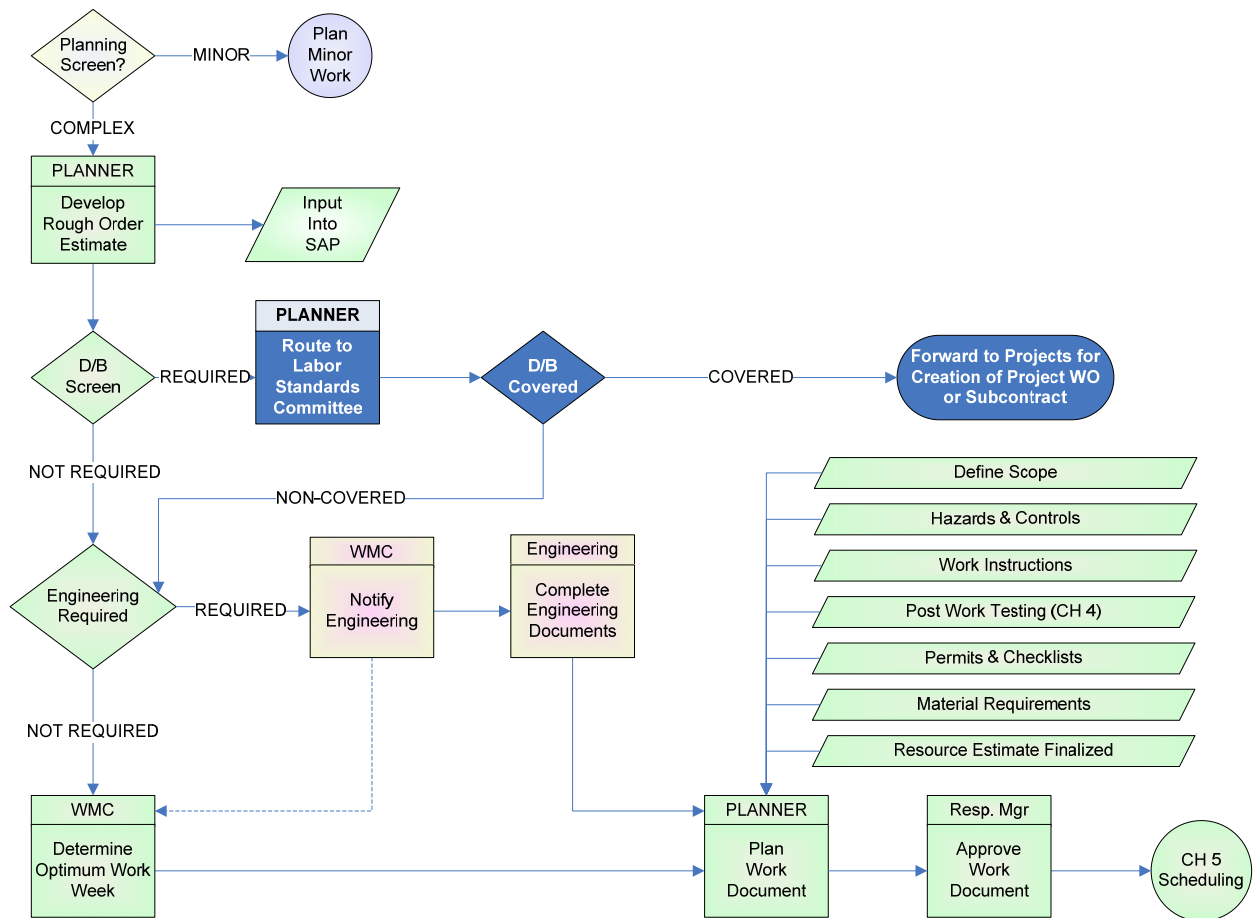 Planning
Screen?
MINOR
Plan
Minor
Work
COMPLEX
PLANNER
Develop
Rough Order
Estimate
Input
Into
SAP
D/B
Screen
REQUIRED
PLANNER
Route to
Labor
Standards
Committee
D/B
Covered
COVERED
Forward to Projects for
Creation of Project WO
or Subcontract
NOT REQUIRED
NON-COVERED
Define Scope
Hazards & Controls
Work Instructions
Post Work Testing (CH 4)
Permits & Checklists
Material Requirements
Resource Estimate Finalized
Engineering
Required
REQUIRED
WMC
Notify
Engineering
Engineering
Complete
Engineering
Documents
NOT REQUIRED
WMC
Determine
Optimum Work
Week
PLANNER
Plan
Work
Document
Resp. Mgr
Approve
Work
Document
CH 5
Scheduling